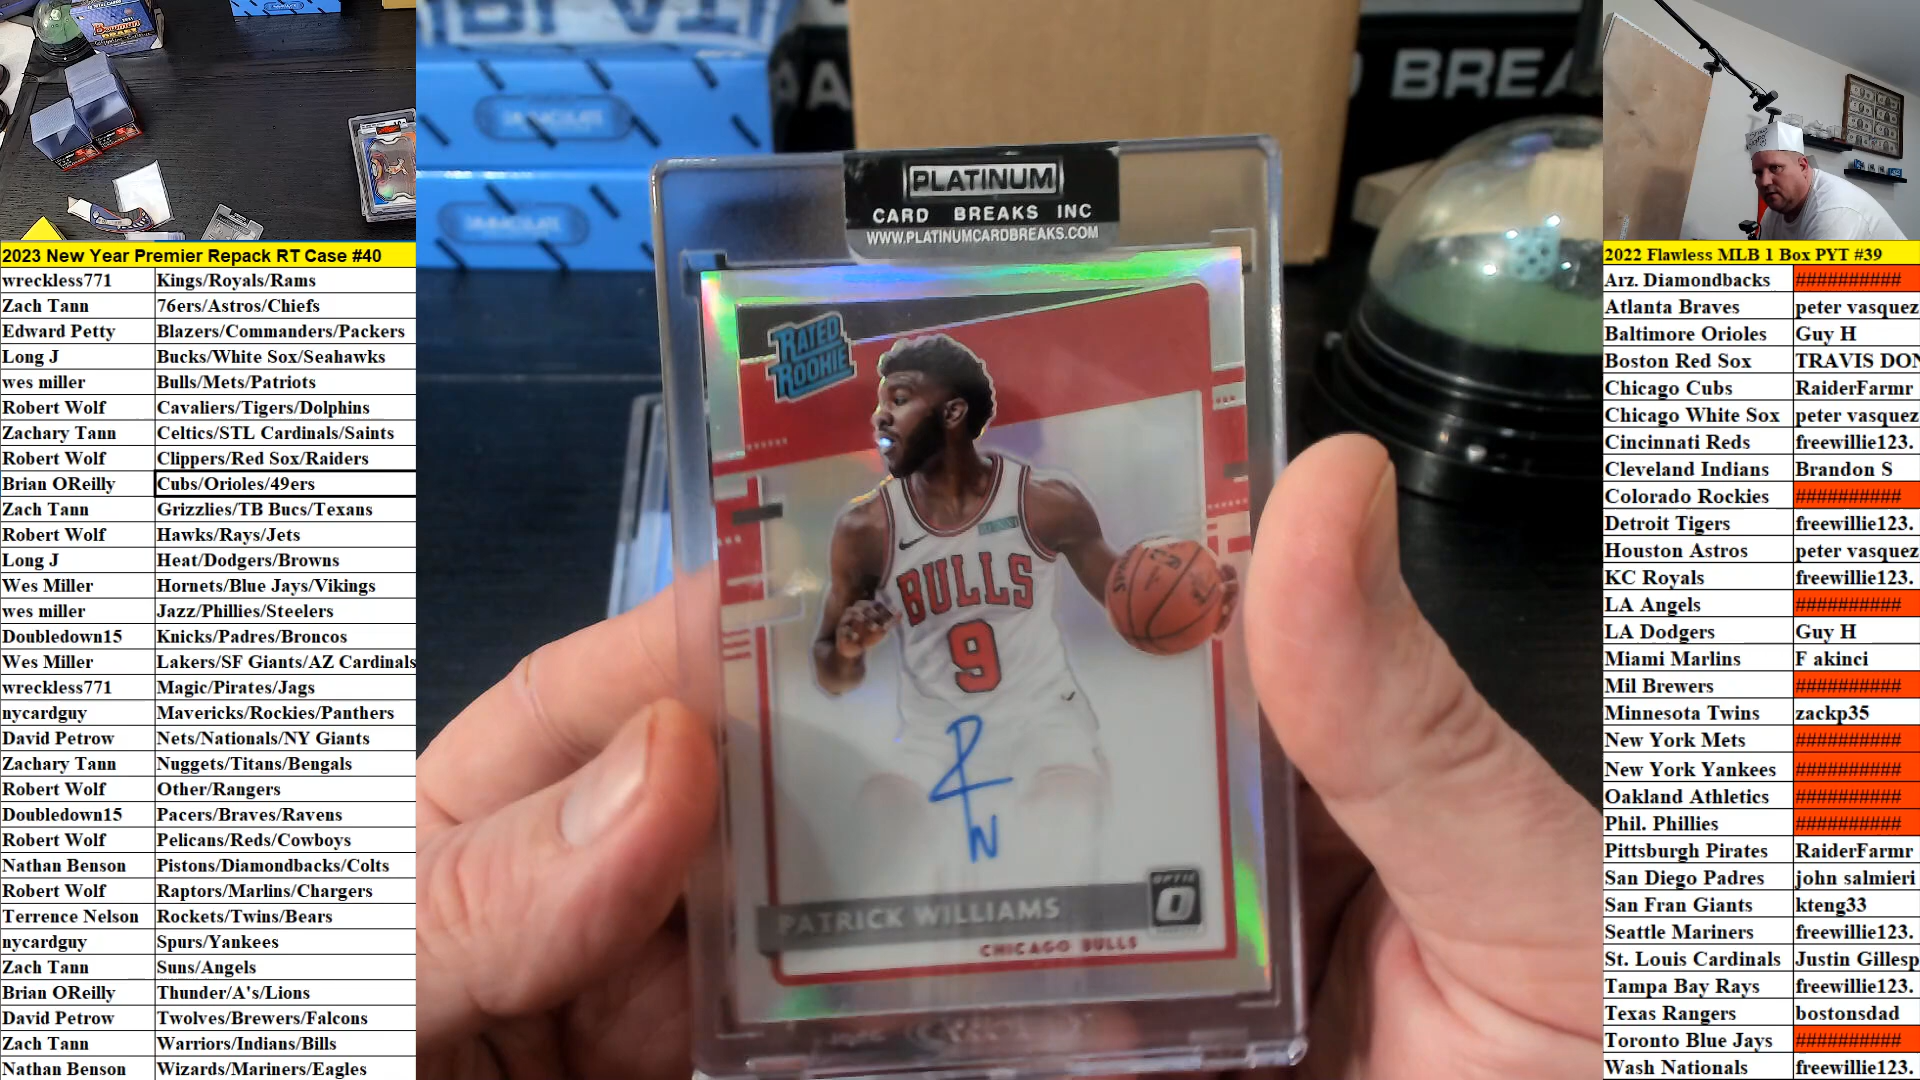 2023 New Year Premier Repack RT Case #40
wreckless771 Kings/Royals/Rams
Zach Tann 76ers/Astros/Chiefs
Edward Petty Blazers/Commanders/Packers
Long J Bucks/White Sox/Seahawks
wes miller Bulls/Mets/Patriots
Robert Wolf Cavaliers/Tigers/Dolphins
Zachary Tann Celtics/STL Cardinals/Saints
Robert Wolf Clippers/Red Sox/Raiders
Brian OReilly Cubs/Orioles/49ers
Zach Tann Grizzlies/TB Bucs/Texans
Robert Wolf Hawks/Rays/Jets
Long J Heat/Dodgers/Browns
Wes Miller Hornets/Blue Jays/Vikings
wes miller Jazz/Phillies/Steelers
Doubledown15 Knicks/Padres/Broncos
Wes Miller Lakers/SF Giants/AZ Cardinals
wreckless771 Magic/Pirates/Jags
nycardguy Mavericks/Rockies/Panthers
David Petrow Nets/Nationals/NY Giants
Zachary Tann Nuggets/Titans/Bengals
Robert Wolf Other/Rangers
Doubledown15 Pacers/Braves/Ravens
Robert Wolf Pelicans/Reds/Cowboys
Nathan Benson Pistons/Diamondbacks/Colts
Robert Wolf Raptors/Marlins/Chargers
Terrence Nelson Rockets/Twins/Bears
nycardguy Spurs/Yankees
Zach Tann Suns/Angels
Brian OReilly Thunder/A's/Lions
David Petrow Twolves/Brewers/Falcons
Zach Tann Warriors/Indians/Bills
Nathan Benson Wizards/Mariners/Eagles
IMMACULATE
BREA
PLATINUM
CARD BREAKS INC
WWW.PLATINUMCARDBREAKS.COM
RATED
ROOKIE
BULLS
9
PW
PATRICK WILLIAMS
OPTIC
CHICAGO BULLS
2022 Flawless MLB 1 Box PYT #39
Arz. Diamondbacks ##########
Atlanta Braves peter vasquez
Baltimore Orioles Guy H
Boston Red Sox TRAVIS DON
Chicago Cubs RaiderFarmr
Chicago White Sox peter vasquez
Cincinnati Reds freewillie123.
Cleveland Indians Brandon S
Colorado Rockies ##########
Detroit Tigers freewillie123.
Houston Astros peter vasquez
KC Royals freewillie123.
LA Angels ##########
LA Dodgers Guy H
Miami Marlins F akinci
Mil Brewers ##########
Minnesota Twins zackp35
New York Mets ##########
New York Yankees ##########
Oakland Athletics ##########
Phil. Phillies ##########
Pittsburgh Pirates RaiderFarmr
San Diego Padres john salmieri
San Fran Giants kteng33
Seattle Mariners freewillie123.
St. Louis Cardinals Justin Gillesp
Tampa Bay Rays freewillie123.
Texas Rangers bostonsdad
Toronto Blue Jays ##########
Wash Nationals freewillie123.